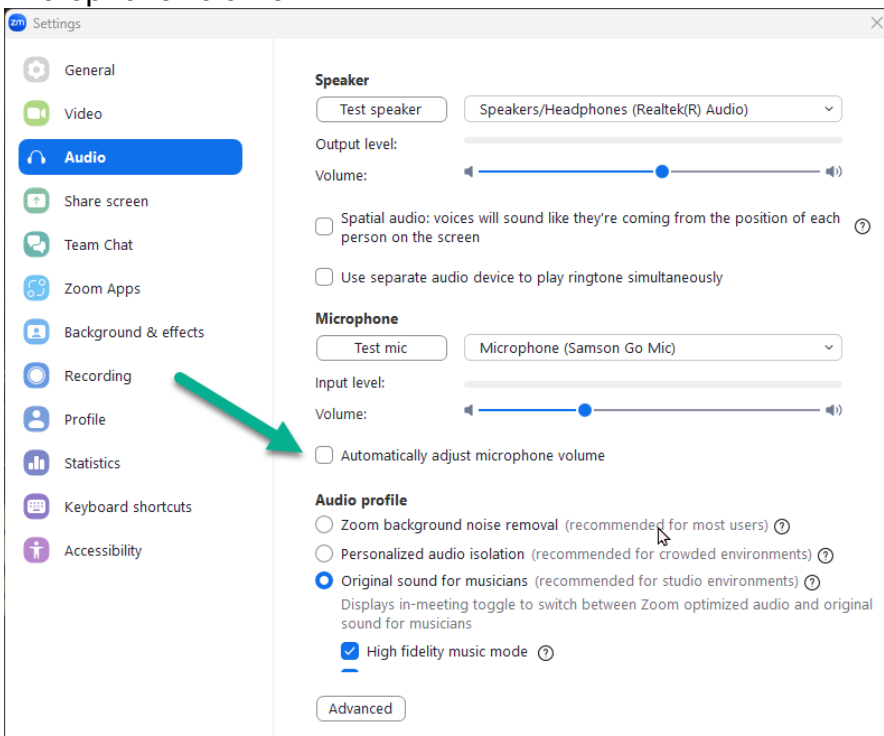 zm Settings
General
Video
Audio
Share screen
Team Chat
Zoom Apps
Background & effects
Recording
Profile
Statistics
Keyboard shortcuts
Accessibility
Speaker
Test speaker
Speakers/Headphones (Realtek(R) Audio)
Output level:
Volume:
Spatial audio: voices will sound like they're coming from the position of each
person on the screen
Use separate audio device to play ringtone simultaneously
Microphone
Test mic
Microphone (Samson Go Mic)
Input level:
Volume:
Automatically adjust microphone volume
Audio profile
Zoom background noise removal (recommended for most users)
Personalized audio isolation (recommended for crowded environments)
Original sound for musicians (recommended for studio environments)
Displays in-meeting toggle to switch between Zoom optimized audio and original
sound for musicians
High fidelity music mode
Advanced